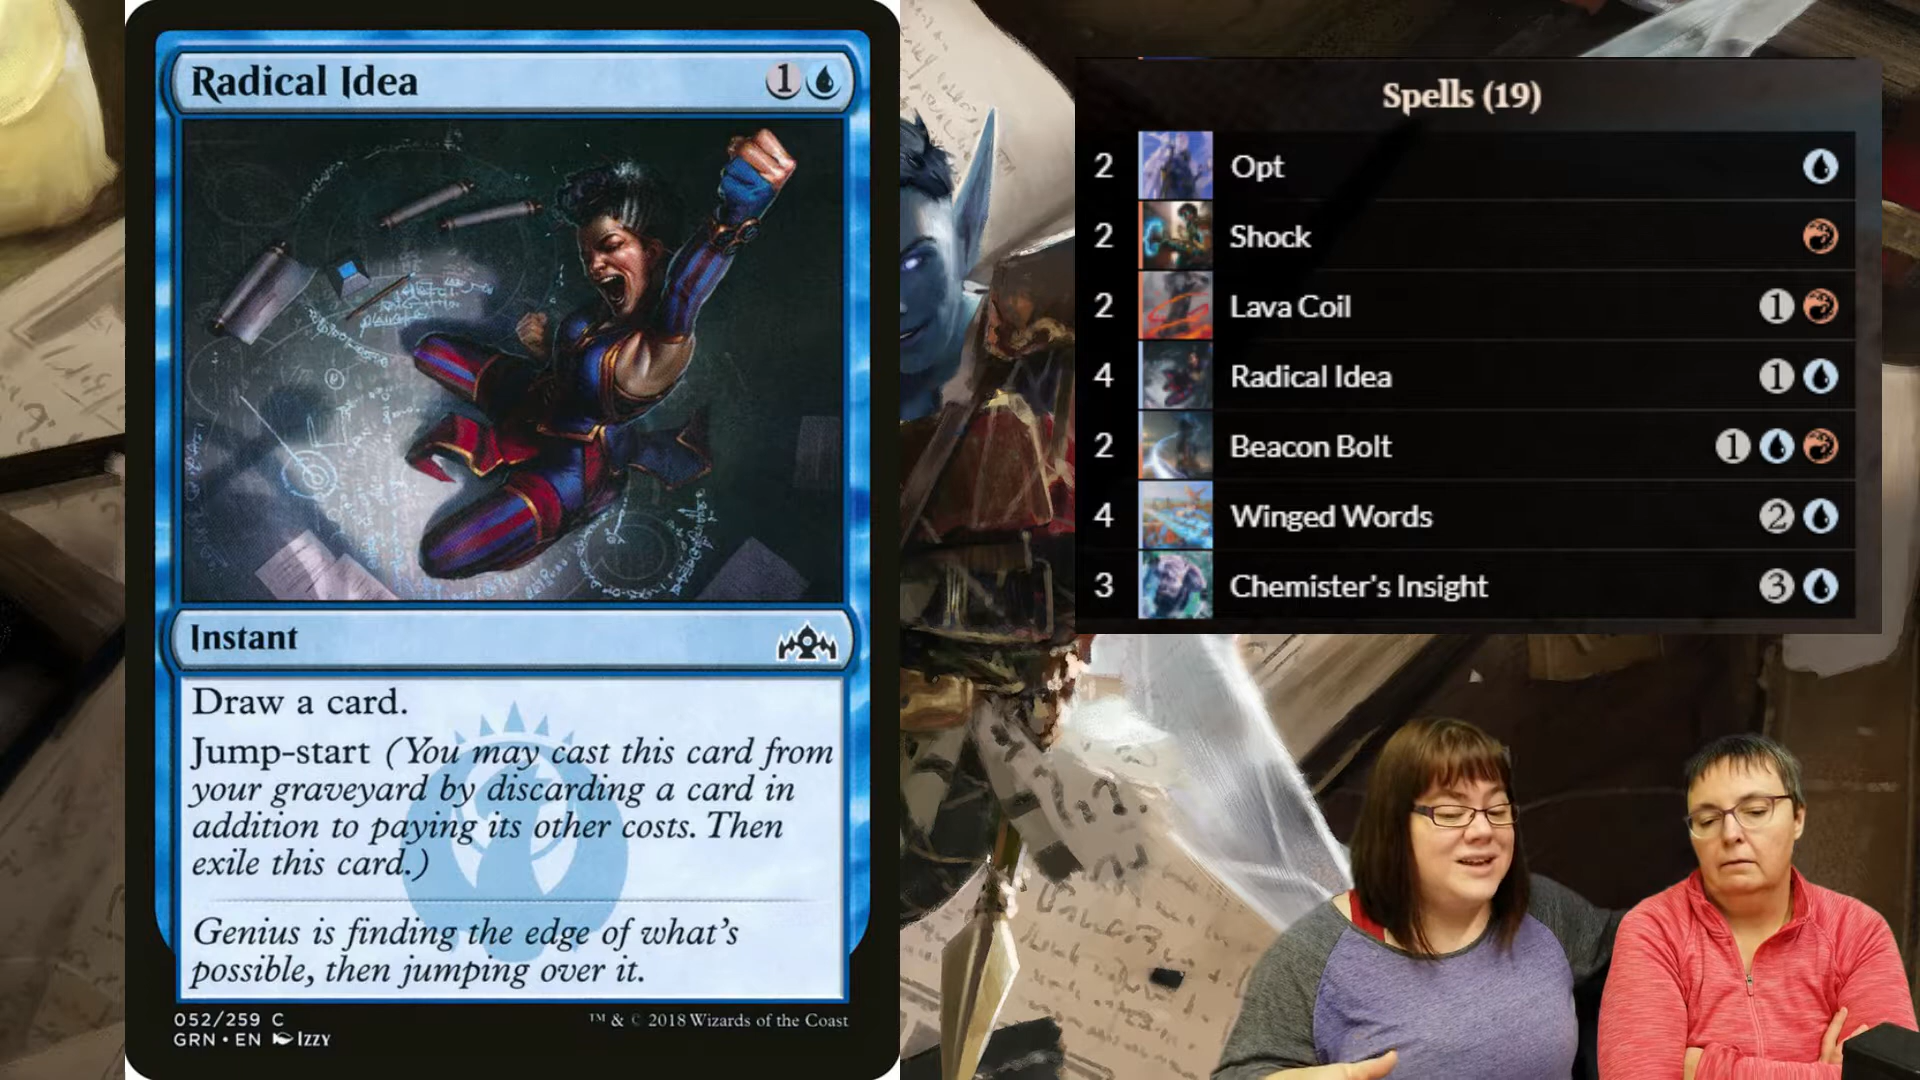 Radical Idea 1
Instant
Draw a card.
Jump-start (You may cast this card from
your graveyard by discarding a card in
addition to paying its other costs. Then
exile this card.)
Genius is finding the edge of what's
possible, then jumping over it.
052/259 C
GRN • EN Izzy
™ & © 2018 Wizards of the Coast
Spells (19)
2 Opt
2 Shock
2 Lava Coil 1
4 Radical Idea 1
2 Beacon Bolt 1
4 Winged Words 2
3 Chemister's Insight 3